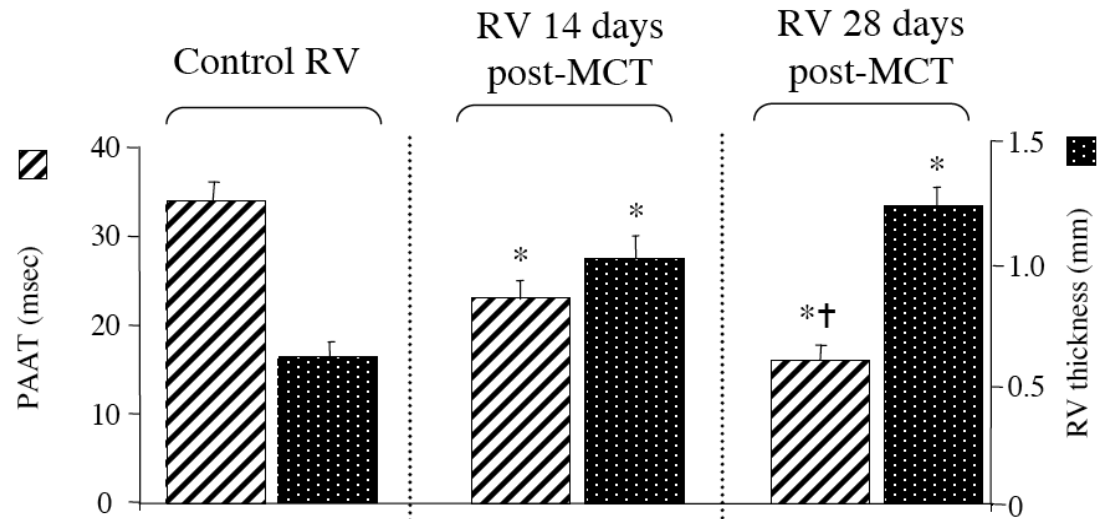 Control RV
RV 14 days
post-MCT
RV 28 days
post-MCT
PAAT (msec)
40
30
20
10
0
*
*
*†
*
1.5
1.0
0.5
0
RV thickness (mm)